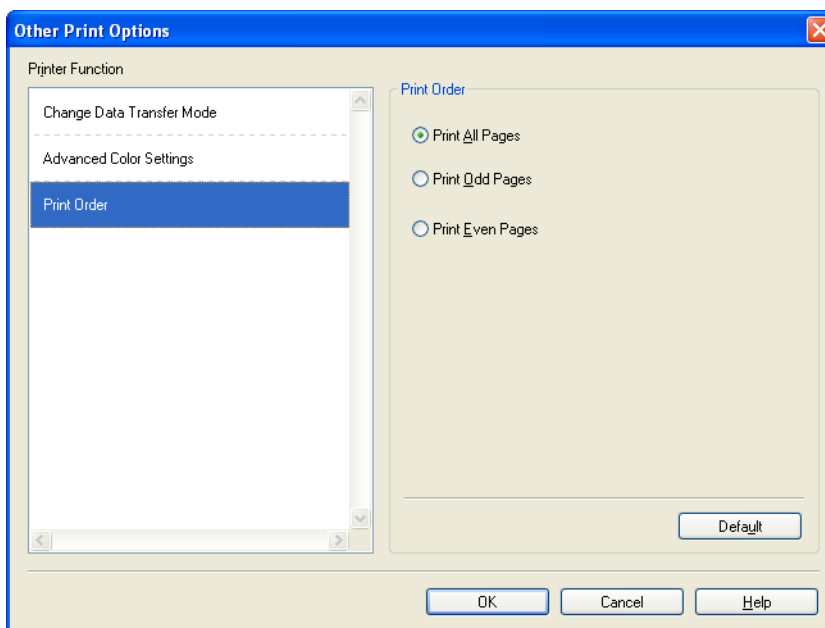 Other Print Options
Printer Function
Change Data Transfer Mode
Advanced Color Settings
Print Order
Print Order
Print All Pages
Print Odd Pages
Print Even Pages
Default
OK
Cancel
Help